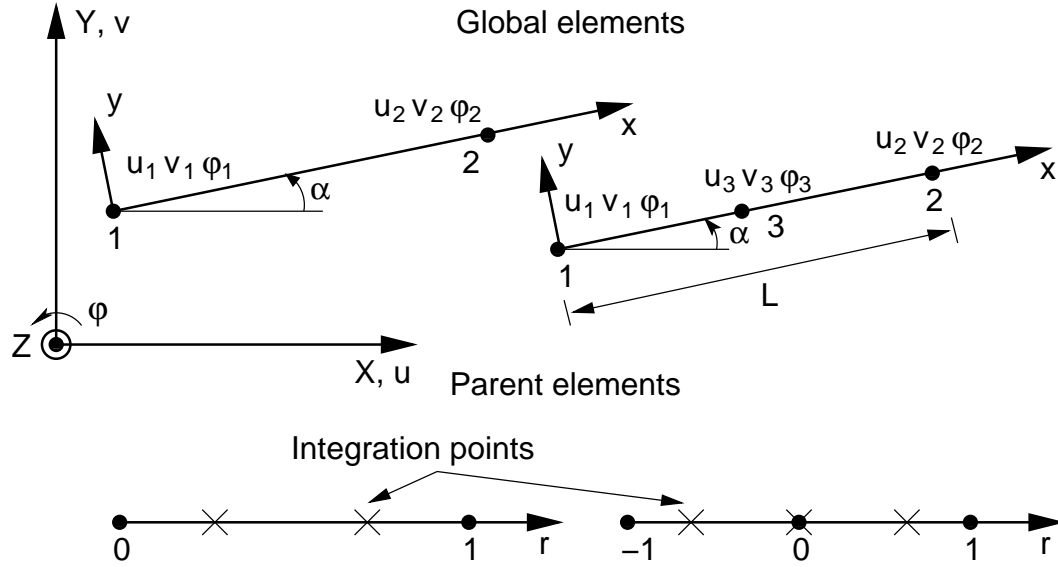 Y, v
Global elements
y
u₂ v₂ φ₂
x
2
u₁ v₁ φ₁
α
1
y
u₂ v₂ φ₂
x
u₃ v₃ φ₃
2
u₁ v₁ φ₁
3
α
1
L
φ
Z
X, u
Parent elements
Integration points
0 1 r
−1 0 1 r